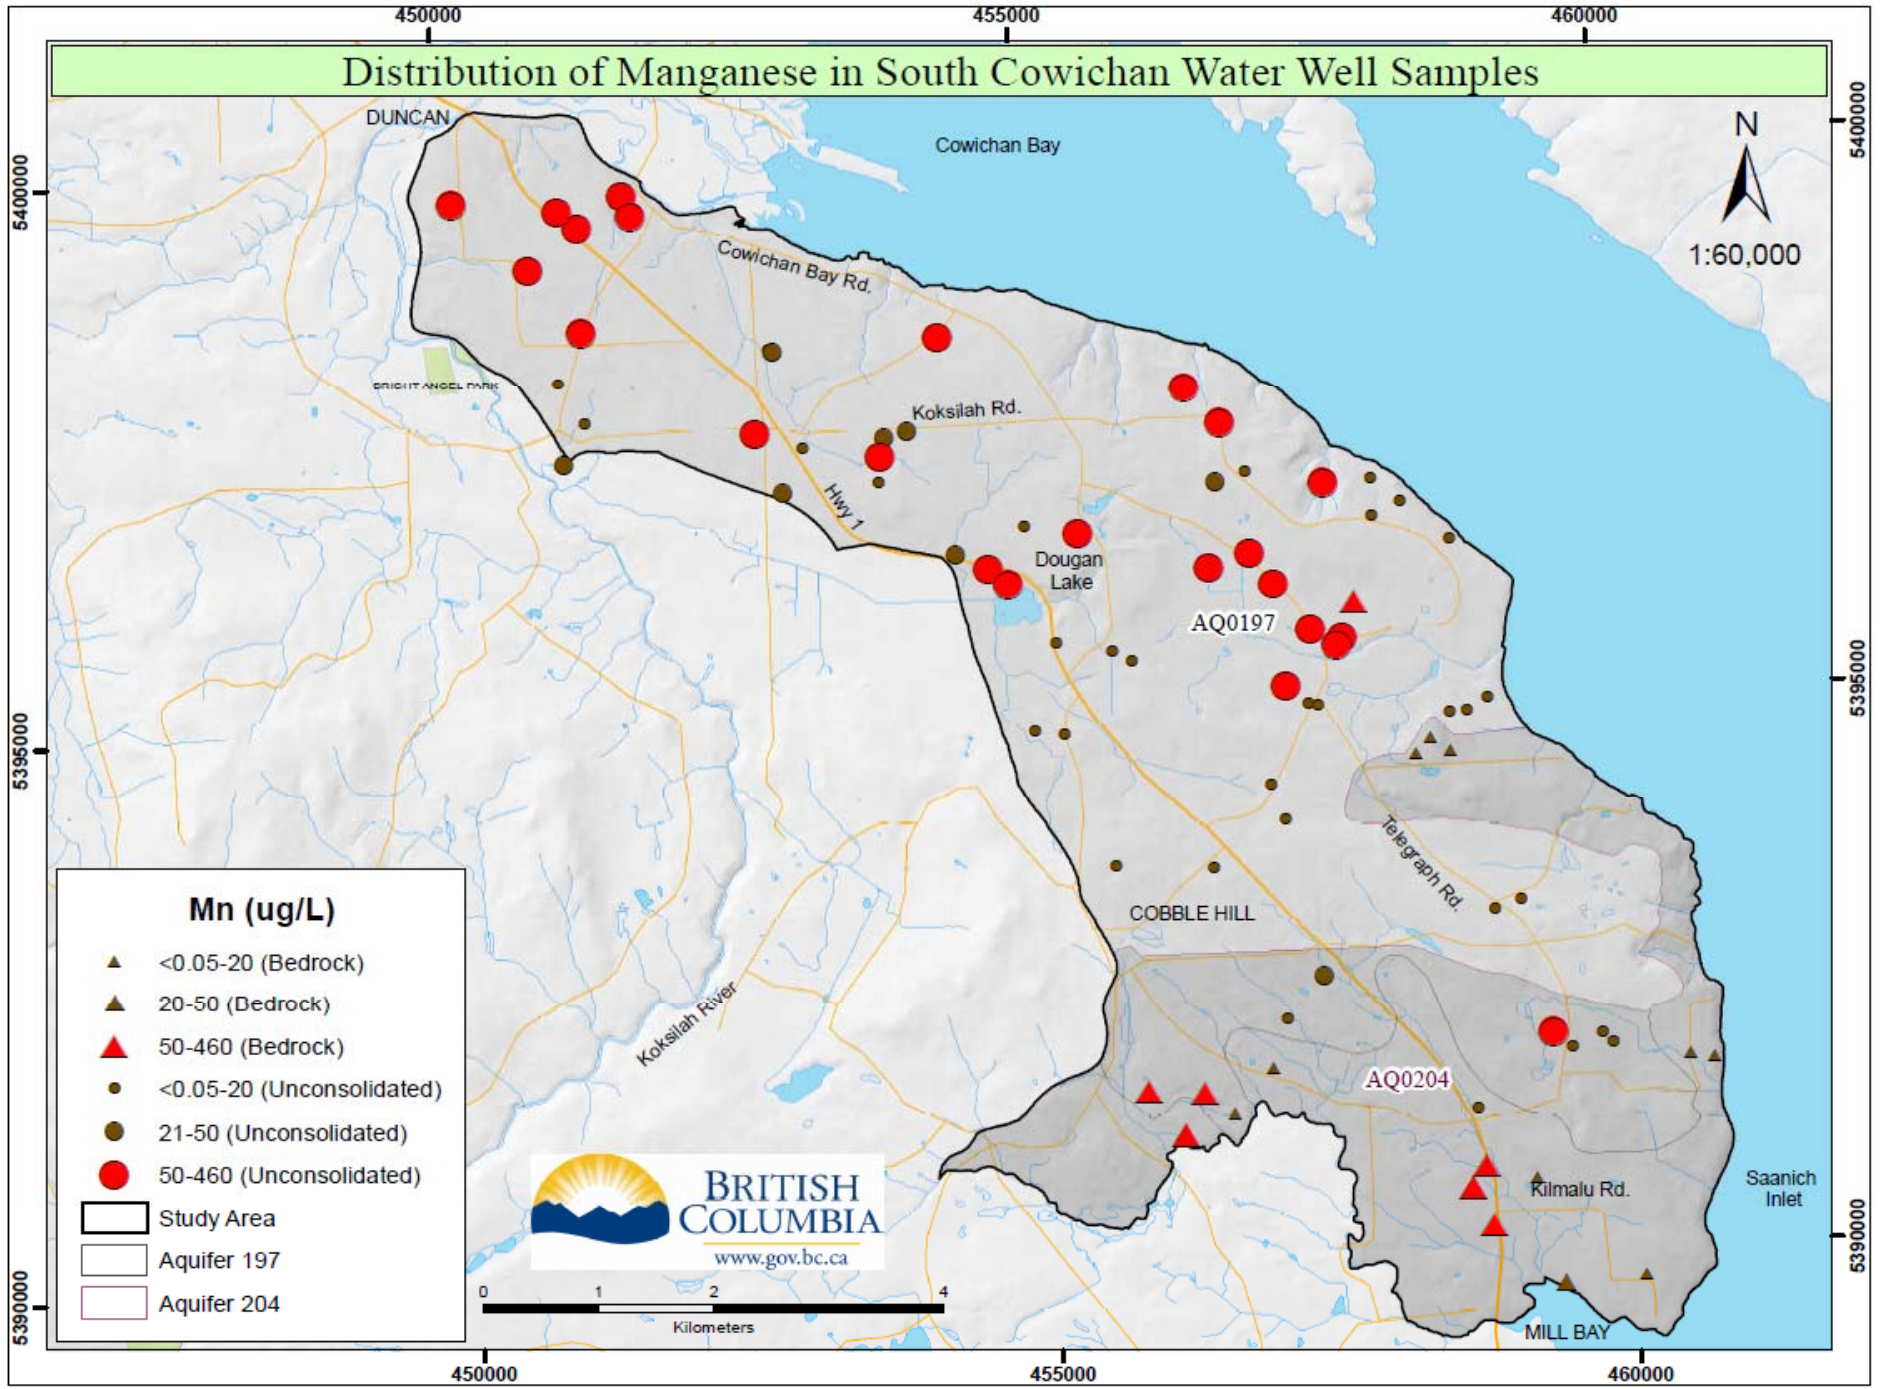 450000 455000 460000
Distribution of Manganese in South Cowichan Water Well Samples
DUNCAN
Cowichan Bay
N
1:60,000
5400000
5400000
Cowichan Bay Rd.
BRIGHT ANGEL PARK
Koksilah Rd.
Hwy 1
Dougan
Lake
AQ0197
5395000
5395000
Telegraph Rd.
COBBLE HILL
Koksilah River
AQ0204
Kilmalu Rd.
Saanich
Inlet
MILL BAY
5390000
5390000
Mn (ug/L)
<0.05-20 (Bedrock)
20-50 (Bedrock)
50-460 (Bedrock)
<0.05-20 (Unconsolidated)
21-50 (Unconsolidated)
50-460 (Unconsolidated)
Study Area
Aquifer 197
Aquifer 204
BRITISH
COLUMBIA
www.gov.bc.ca
0 1 2 4
Kilometers
450000 455000 460000